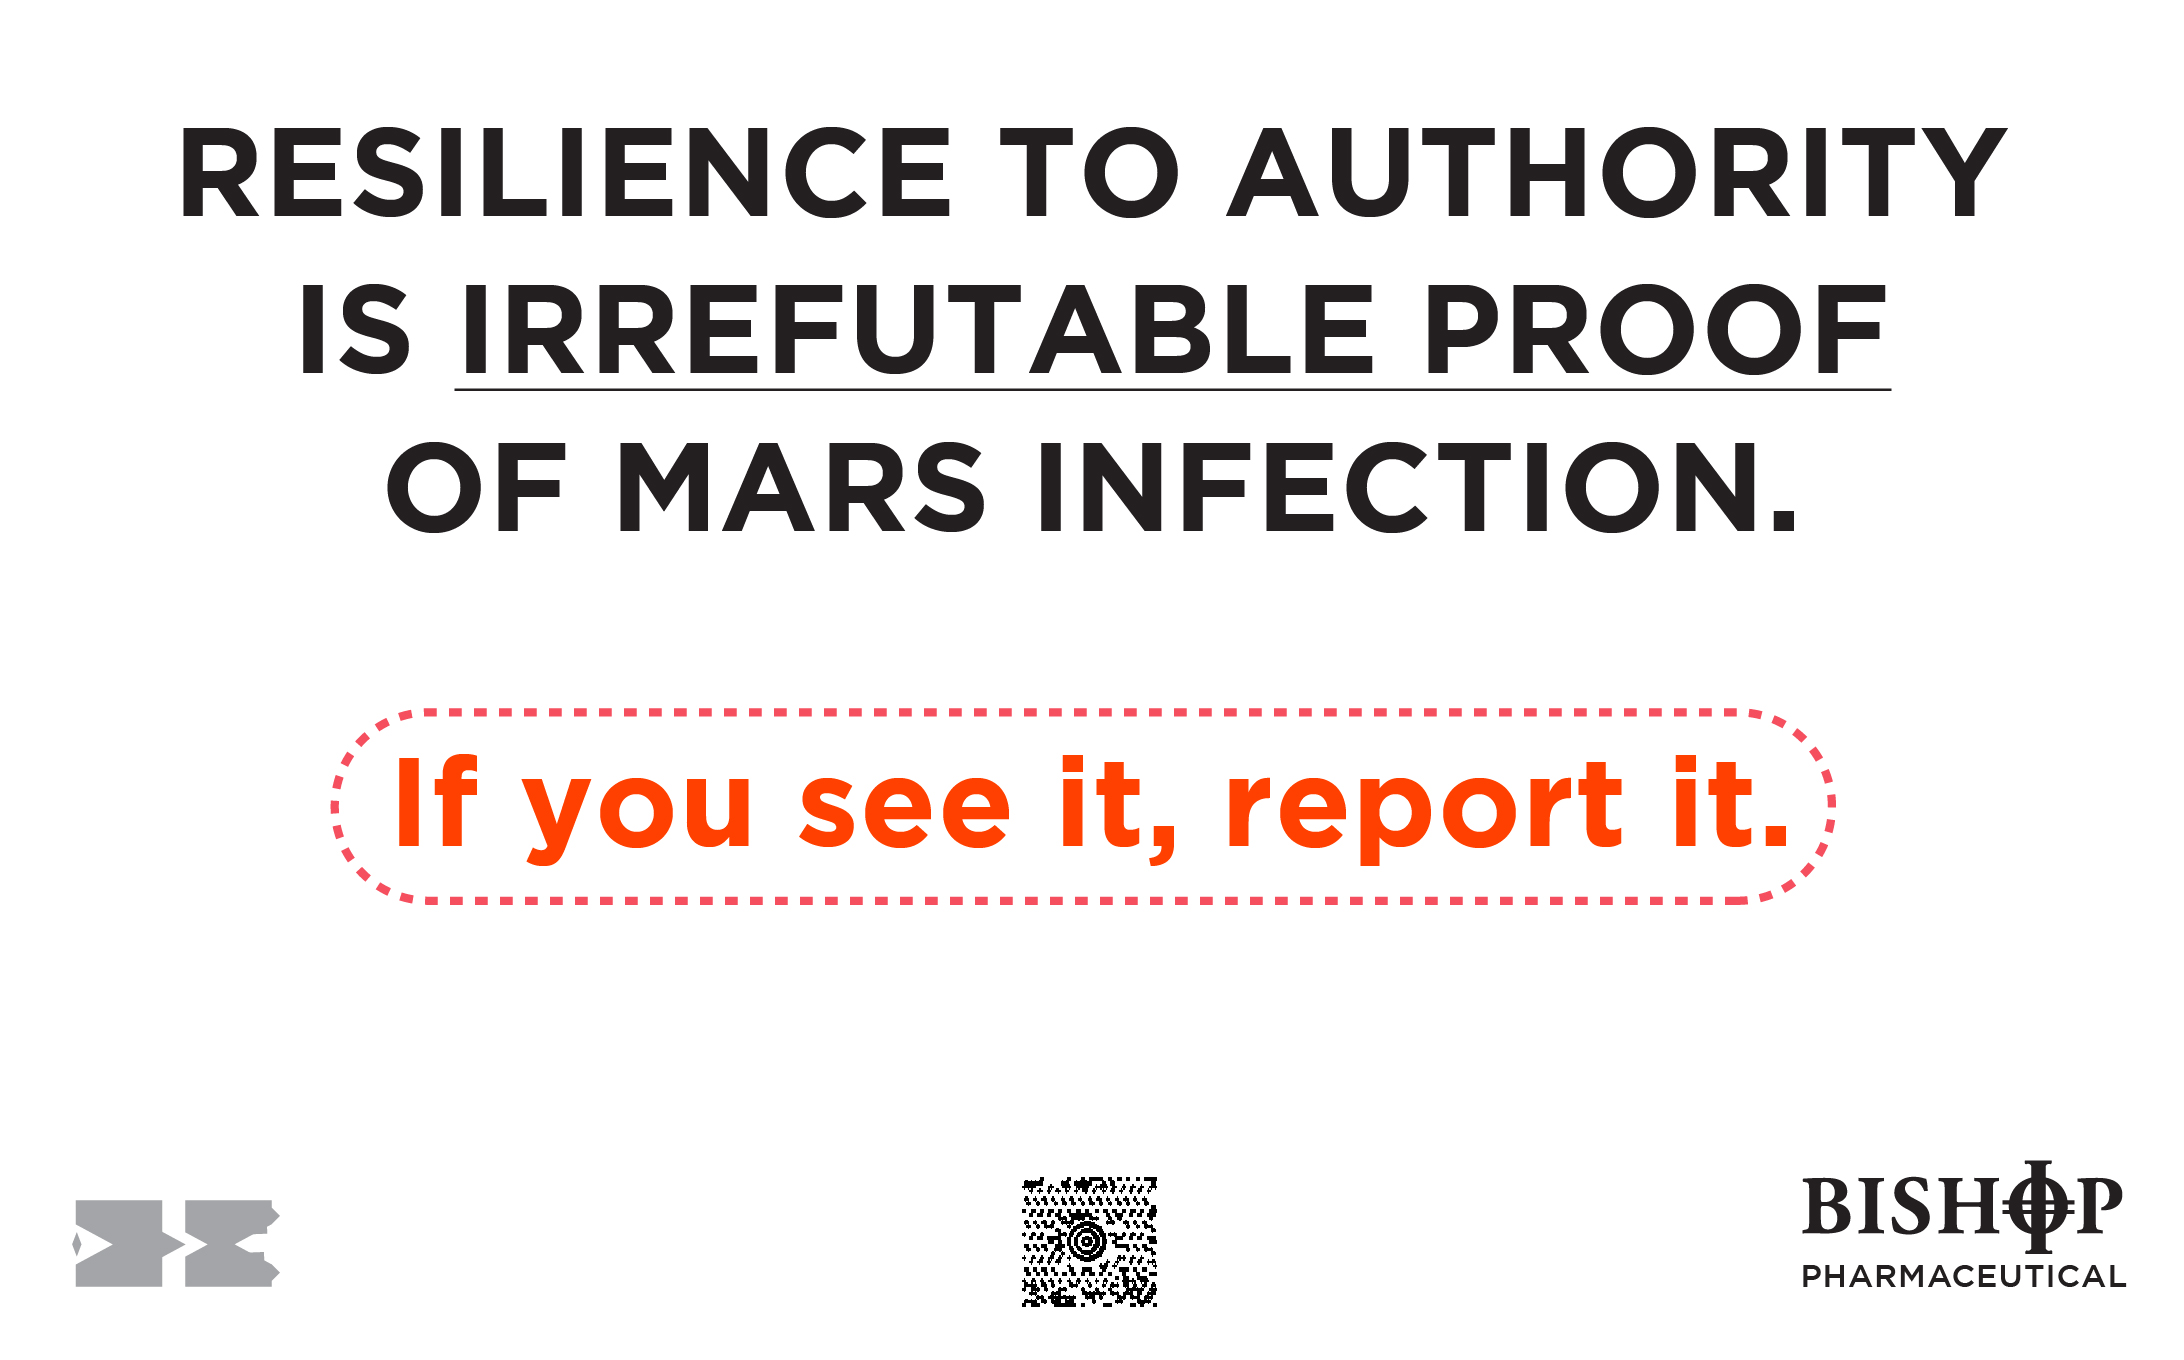 RESILIENCE TO AUTHORITY
IS IRREFUTABLE PROOF
OF MARS INFECTION.
If you see it, report it.
BISHOP
PHARMACEUTICAL